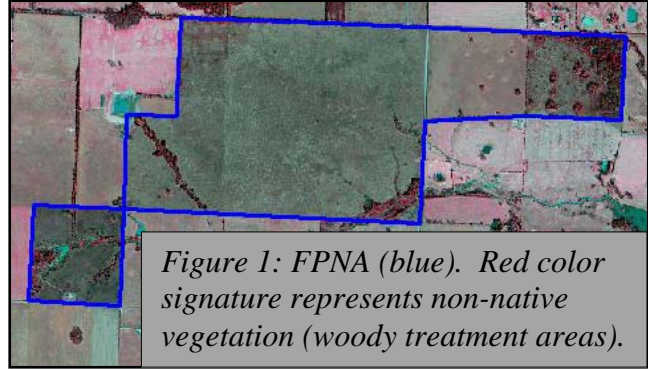 Figure 1: FPNA (blue).  Red color
signature represents non-native
vegetation (woody treatment areas).